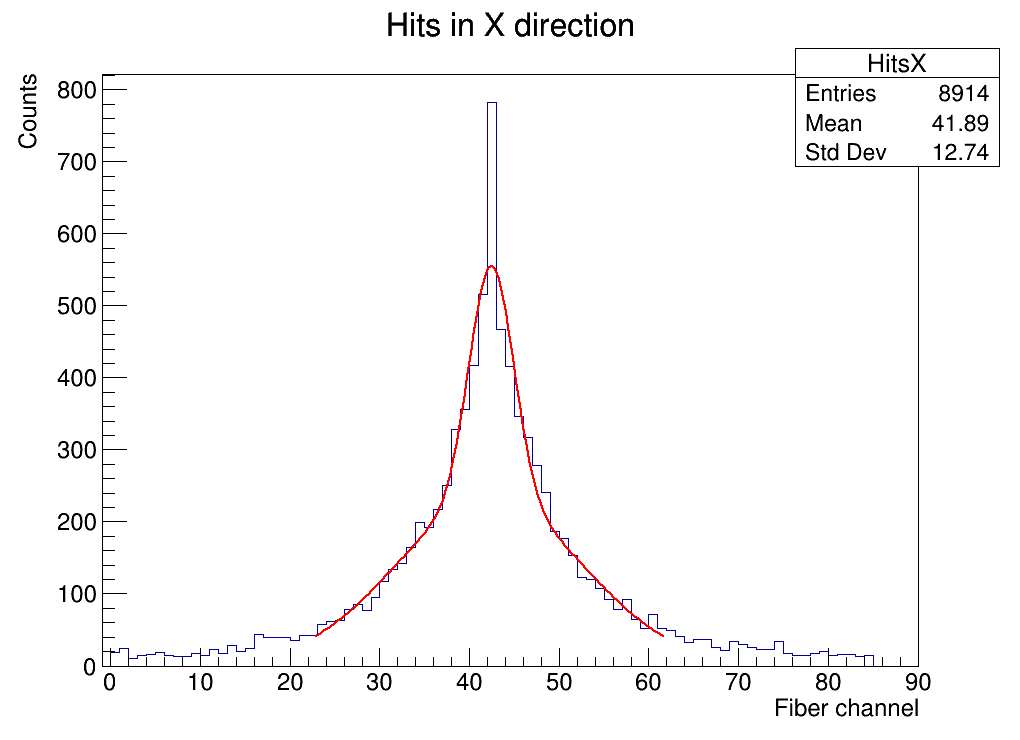 Hits in X direction
HitsX
Entries 8914
Mean 41.89
Std Dev 12.74
Counts
800
700
600
500
400
300
200
100
0
0 10 20 30 40 50 60 70 80 90
Fiber channel